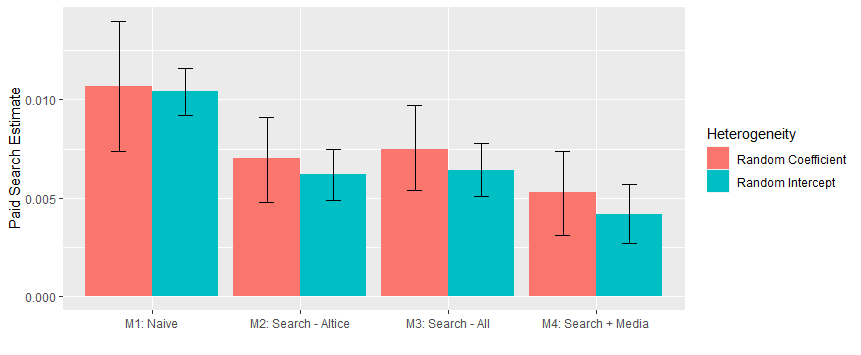 Paid Search Estimate
0.010
0.005
0.000
M1: Naive
M2: Search - Altice
M3: Search - All
M4: Search + Media
Heterogeneity
Random Coefficient
Random Intercept